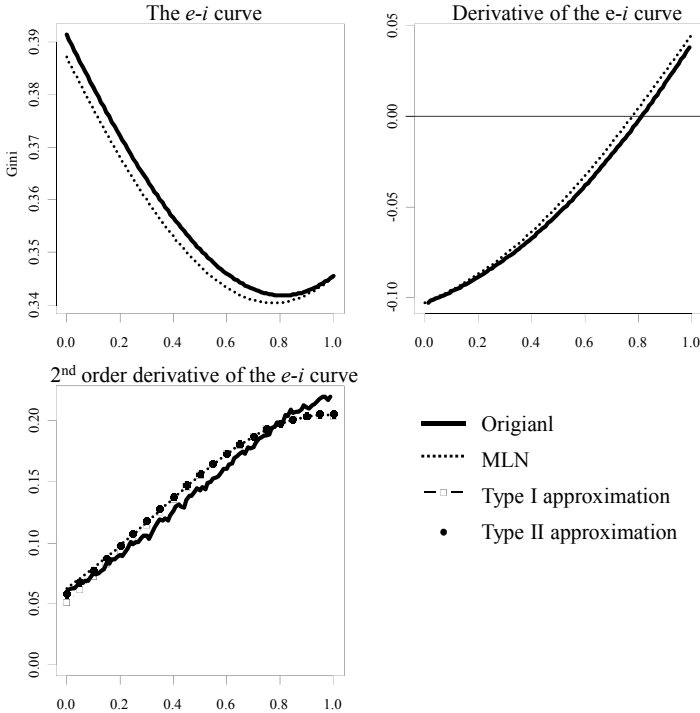 The e-i curve
Derivative of the e-i curve
Gini
0.39
0.38
0.37
0.36
0.35
0.34
0.0 0.2 0.4 0.6 0.8 1.0
0.05
0.00
-0.05
-0.10
0.0 0.2 0.4 0.6 0.8 1.0
2nd order derivative of the e-i curve
0.20
0.15
0.10
0.05
0.00
0.0 0.2 0.4 0.6 0.8 1.0
Origianl
MLN
Type I approximation
Type II approximation